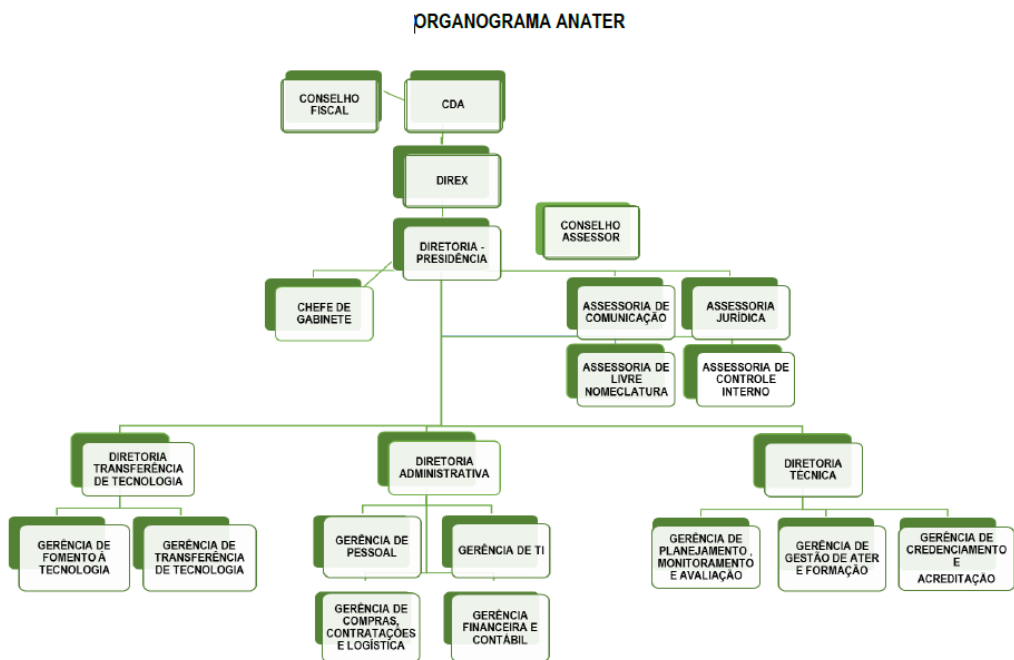 ORGANOGRAMA ANATER
CONSELHO
FISCAL
CDA
DIREX
CONSELHO
ASSESSOR
DIRETORIA -
PRESIDÊNCIA
CHEFE DE
GABINETE
ASSESSORIA DE
COMUNICAÇÃO
ASSESSORIA
JURÍDICA
ASSESSORIA DE
LIVRE
NOMECLATURA
ASSESSORIA DE
CONTROLE
INTERNO
DIRETORIA
TRANSFERÊNCIA
DE TECNOLOGIA
DIRETORIA
ADMINISTRATIVA
DIRETORIA
TÉCNICA
GERÊNCIA DE
FOMENTO Á
TECNOLOGIA
GERÊNCIA DE
TRANSFERÊNCIA
DE TECNOLOGIA
GERÊNCIA DE
PESSOAL
GERÊNCIA DE TI
GERÊNCIA DE
PLANEJAMENTO ,
MONITORAMENTO
E AVALIAÇÃO
GERÊNCIA DE
GESTÃO DE ATER
E FORMAÇÃO
GERÊNCIA DE
CREDENCIAMENTO
E
ACREDITAÇÃO
GERÊNCIA DE
COMPRAS,
CONTRATAÇÕES
E LOGÍSTICA
GERÊNCIA
FINANCEIRA E
CONTÁBIL